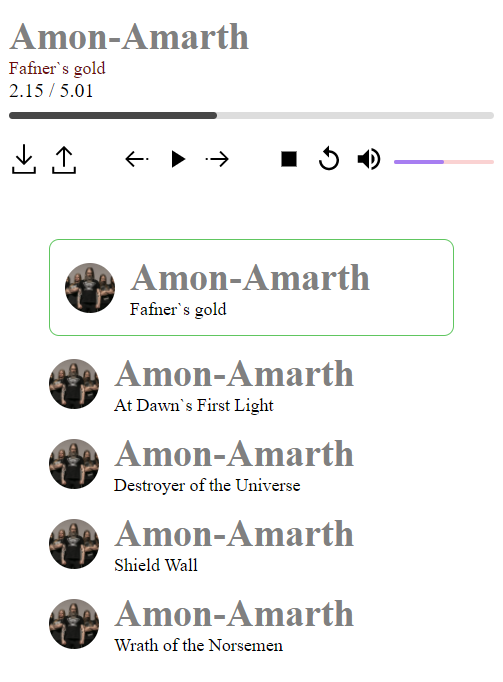 Amon-Amarth
Fafner`s gold
2.15 / 5.01
Amon-Amarth
Fafner`s gold
Amon-Amarth
At Dawn`s First Light
Amon-Amarth
Destroyer of the Universe
Amon-Amarth
Shield Wall
Amon-Amarth
Wrath of the Norsemen